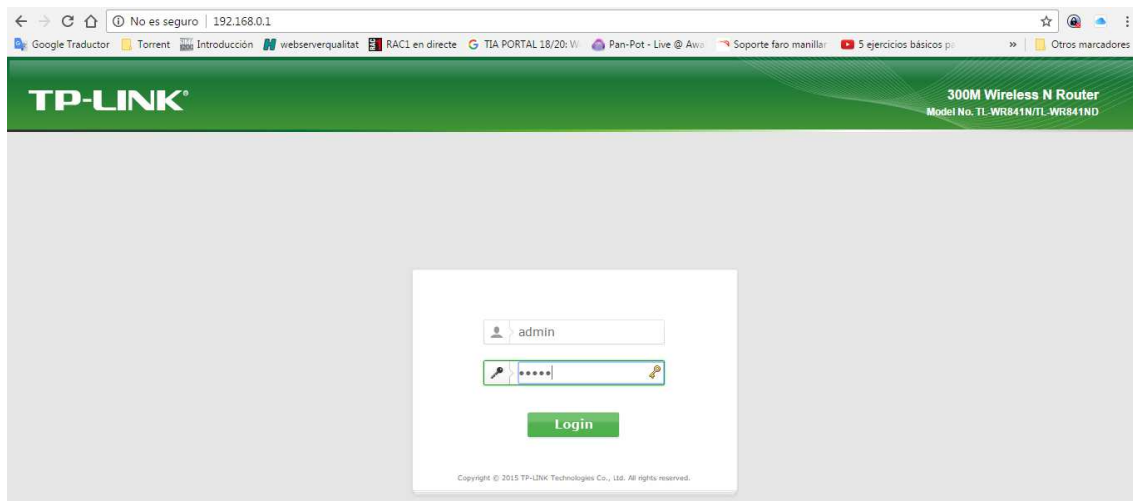 No es seguro | 192.168.0.1
Google Traductor Torrent Introducción webserverqualitat RAC1 en directe TIA PORTAL 18/20: W Pan-Pot - Live @ Awa Soporte faro manillar 5 ejercicios básicos pa » Otros marcadores
TP-LINK®
300M Wireless N Router
Model No. TL-WR841N/TL-WR841ND
admin
•••••
Login
Copyright © 2015 TP-LINK Technologies Co., Ltd. All rights reserved.